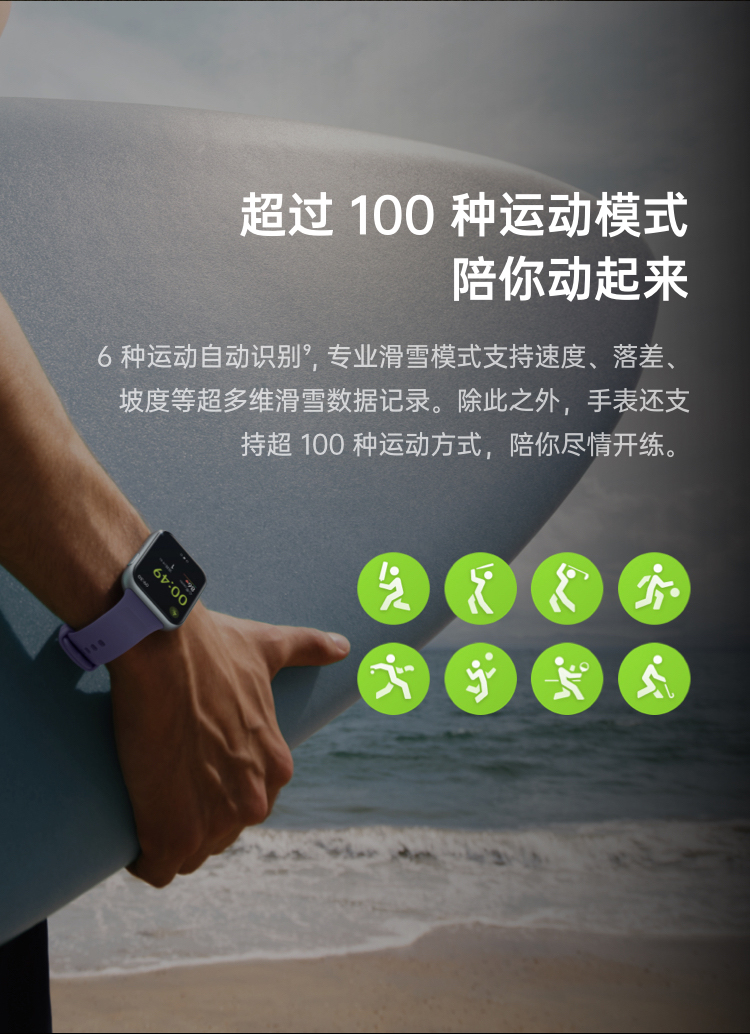 超过 100 种运动模式
陪你动起来
6 种运动自动识别⁹, 专业滑雪模式支持速度、落差、
坡度等超多维滑雪数据记录。除此之外，手表还支
持超 100 种运动方式，陪你尽情开练。
00:49